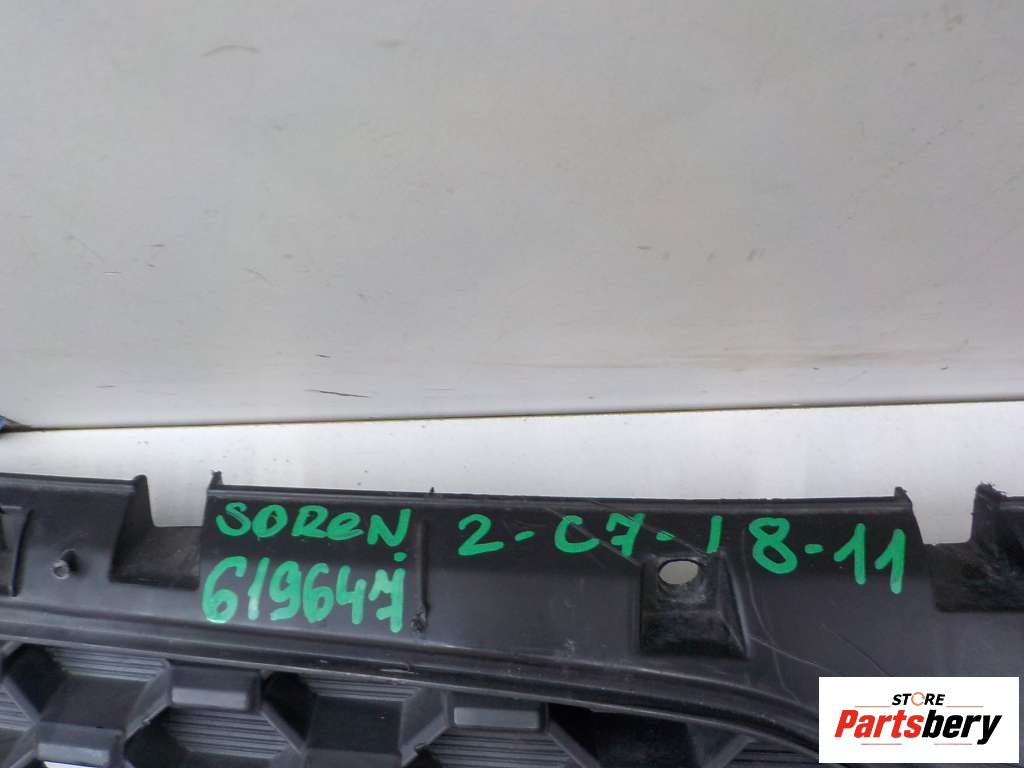 SOREN. 2-C7-18-11
619647
STORE
Partsbery